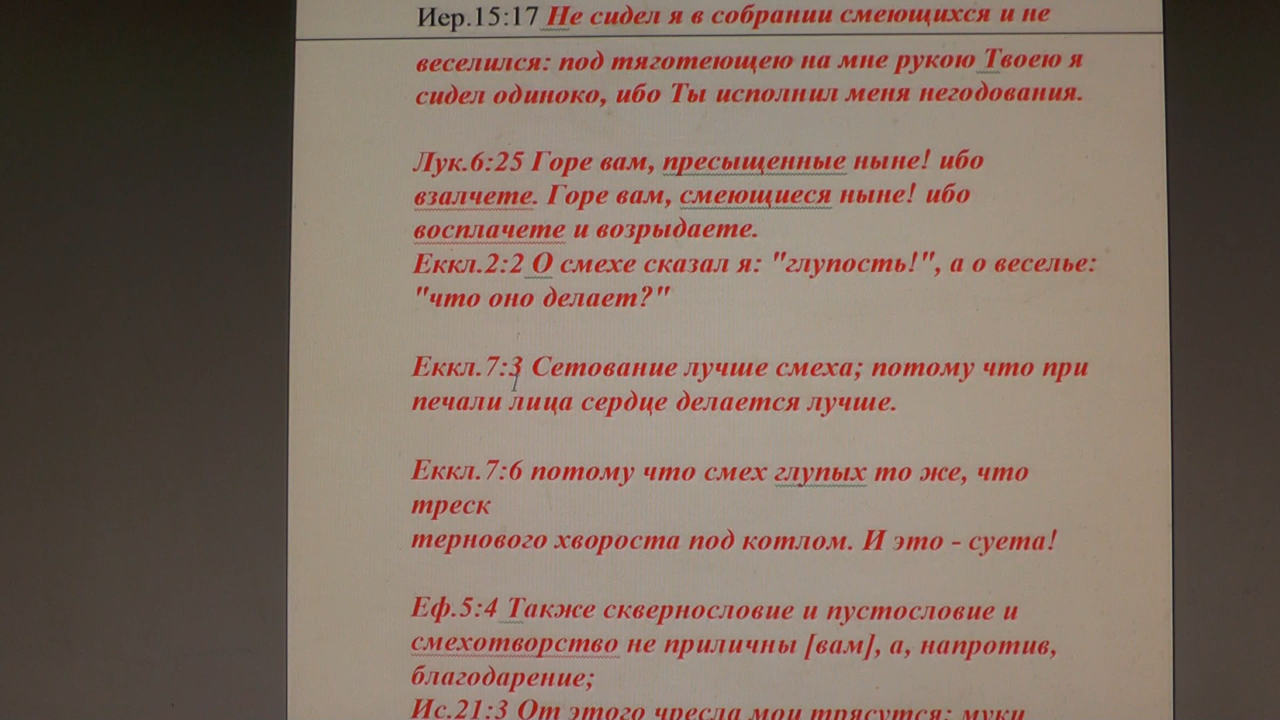 Иер.15:17 Не сидел я в собрании смеющихся и не
веселился: под тяготеющею на мне рукою Твоею я
сидел одиноко, ибо Ты исполнил меня негодования.
Лук.6:25 Горе вам, пресыщенные ныне! ибо
взалчете. Горе вам, смеющиеся ныне! ибо
восплачете и возрыдаете.
Еккл.2:2 О смехе сказал я: "глупость!", а о веселье:
"что оно делает?"
Еккл.7:3 Сетование лучше смеха; потому что при
печали лица сердце делается лучше.
Еккл.7:6 потому что смех глупых то же, что
треск
тернового хвороста под котлом. И это - суета!
Еф.5:4 Также сквернословие и пустословие и
смехотворство не приличны [вам], а, напротив,
благодарение;
Ис.21:3 От этого чресла мои трясутся; муки